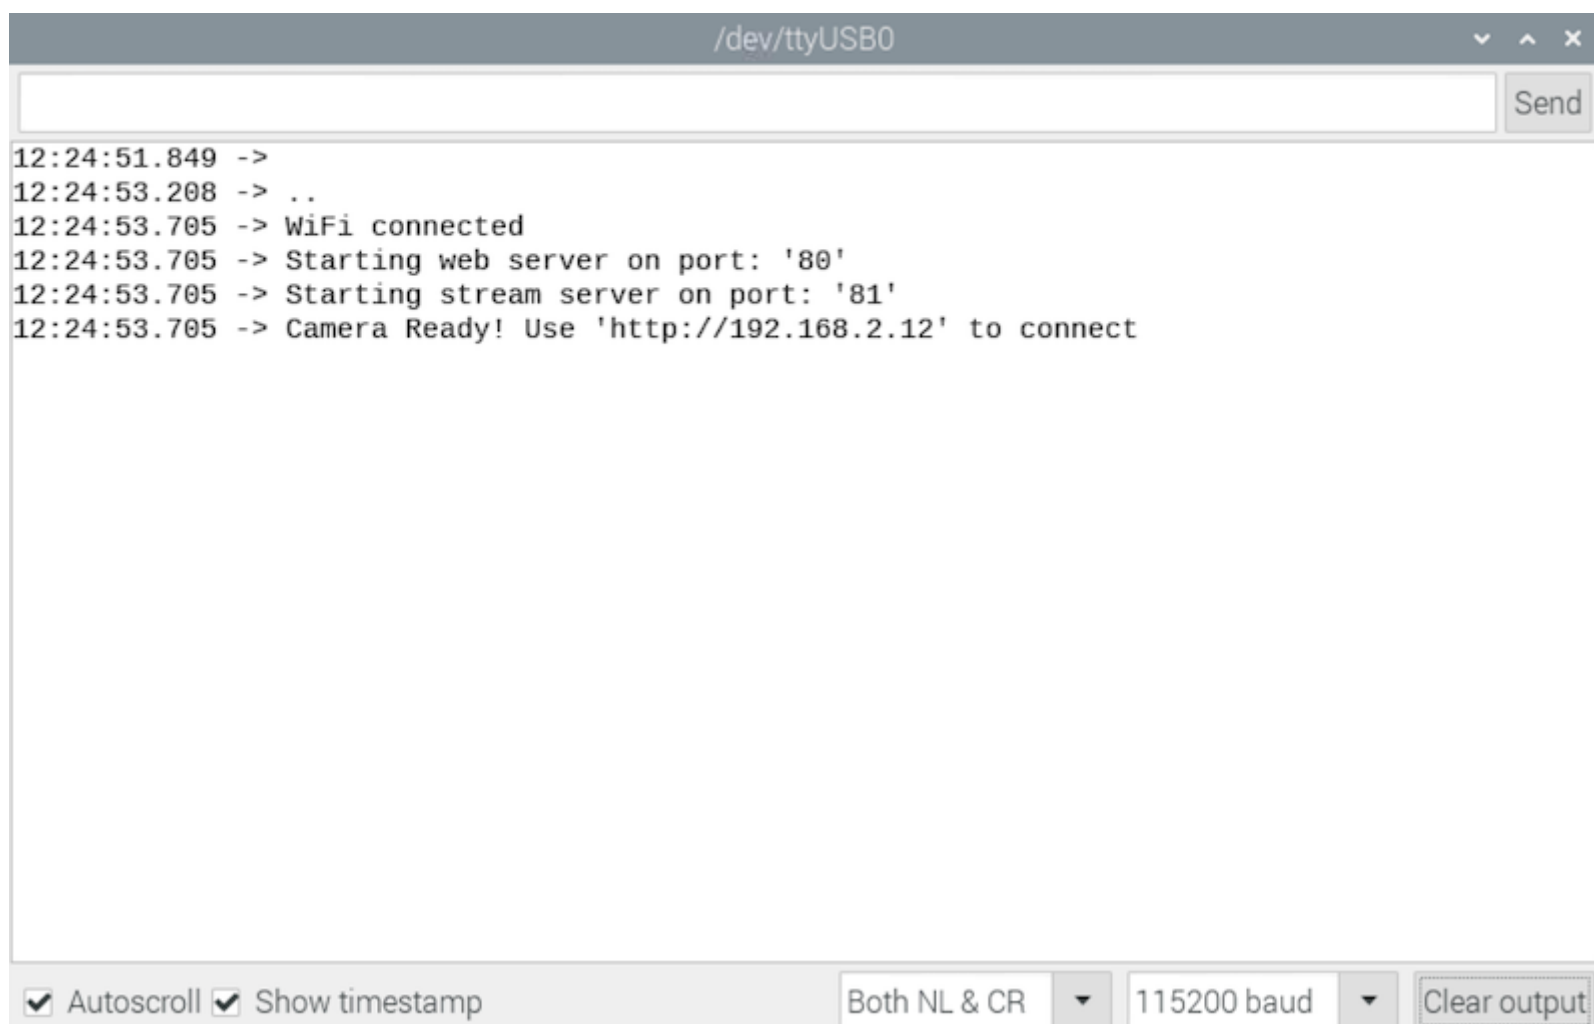 /dev/ttyUSB0
Send
12:24:51.849 ->
12:24:53.208 -> ..
12:24:53.705 -> WiFi connected
12:24:53.705 -> Starting web server on port: '80'
12:24:53.705 -> Starting stream server on port: '81'
12:24:53.705 -> Camera Ready! Use 'http://192.168.2.12' to connect
Autoscroll Show timestamp Both NL & CR 115200 baud Clear output